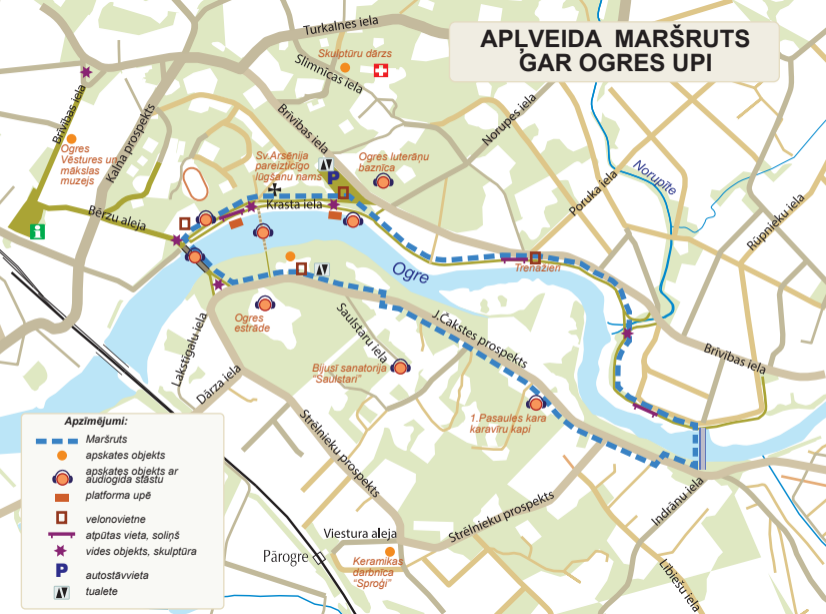 APĻVEIDA MARŠRUTS
GAR OGRES UPI
Turkalnes iela
Skulptūru dārzs
Slimnīcas iela
Brīvības iela
Kalna prospekts
Brīvības iela
Norupes iela
Ogres
Vēstures un
mākslas
muzejs
Sv.Arsēnija
pareizticīgo
lūgšanu nams
P
Ogres luterāņu
baznīca
Norupīte
Poruka iela
Rūpnieku iela
Bērzu aleja
i
Krasta iela
Ogre
Trenažieri
Ogres
estrāde
Saulstaru iela
J.Čakstes prospekts
Brīvības iela
Lakstīgalu iela
Dārza iela
Bijusī sanatorija
"Saulstari"
1.Pasaules kara
karavīru kapi
Strēlnieku prospekts
Strēlnieku prospekts
Indrānu iela
Lībiešu iela
Viestura aleja
Pārogre
Keramikas
darbnīca
"Sproģi"
Apzīmējumi:
Maršruts
apskates objekts
apskates objekts ar
audiogida stāstu
platforma upē
velonovietne
atpūtas vieta, soliņš
vides objekts, skulptūra
P autostāvvieta
tualete